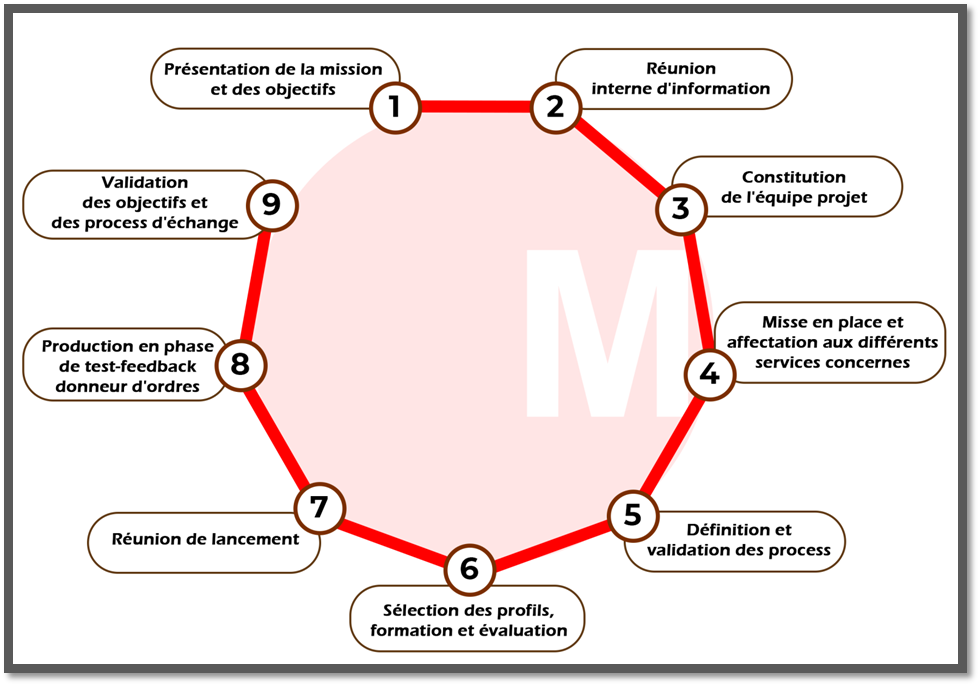 1
Présentation de la mission
et des objectifs
2
Réunion
interne d'information
3
Constitution
de l'équipe projet
4
Misse en place et
affectation aux différents
services concernes
5
Définition et
validation des process
6
Sélection des profils,
formation et évaluation
7
Réunion de lancement
8
Production en phase
de test-feedback
donneur d'ordres
9
Validation
des objectifs et
des process d'échange
M